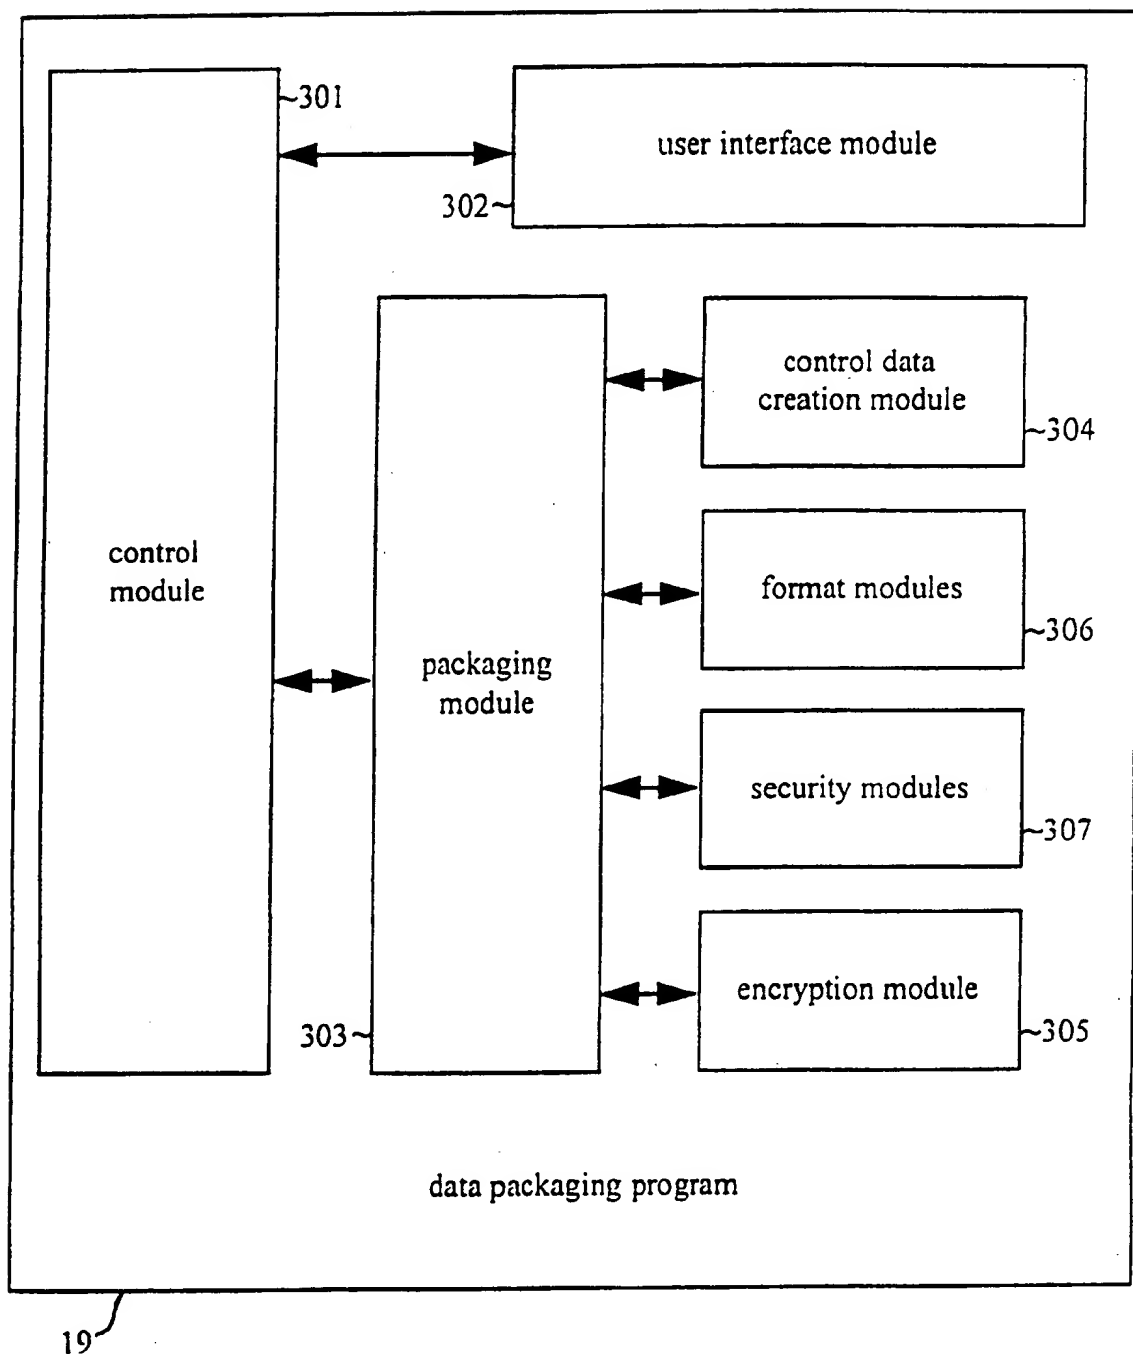 301
user interface module
302
control data
creation module
304
control
module
format modules
306
packaging
module
security modules
307
encryption module
303
305
data packaging program
19